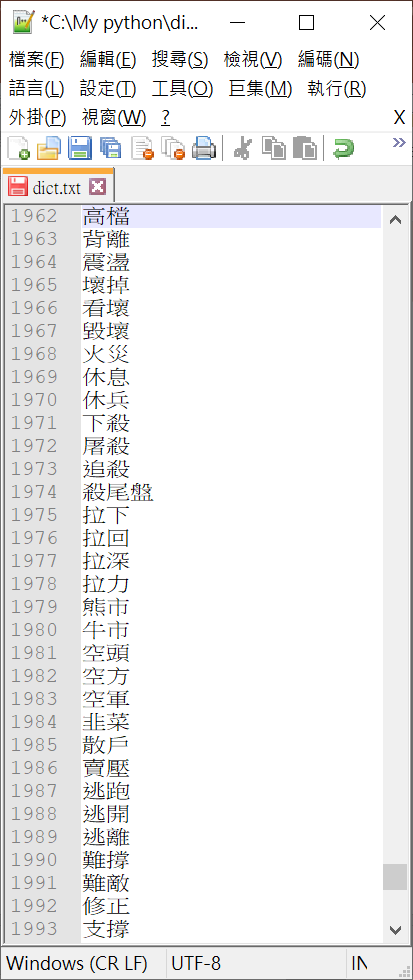 *C:\My python\di...
檔案(F) 編輯(E) 搜尋(S) 檢視(V) 編碼(N)
語言(L) 設定(T) 工具(O) 巨集(M) 執行(R)
外掛(P) 視窗(W) ? X
»
dict.txt
1962 高檔
1963 背離
1964 震盪
1965 壞掉
1966 看壞
1967 毀壞
1968 火災
1969 休息
1970 休兵
1971 下殺
1972 屠殺
1973 追殺
1974 殺尾盤
1975 拉下
1976 拉回
1977 拉深
1978 拉力
1979 熊市
1980 牛市
1981 空頭
1982 空方
1983 空軍
1984 韭菜
1985 散戶
1986 賣壓
1987 逃跑
1988 逃開
1989 逃離
1990 難撐
1991 難敵
1992 修正
1993 支撐
Windows (CR LF) UTF-8 IN